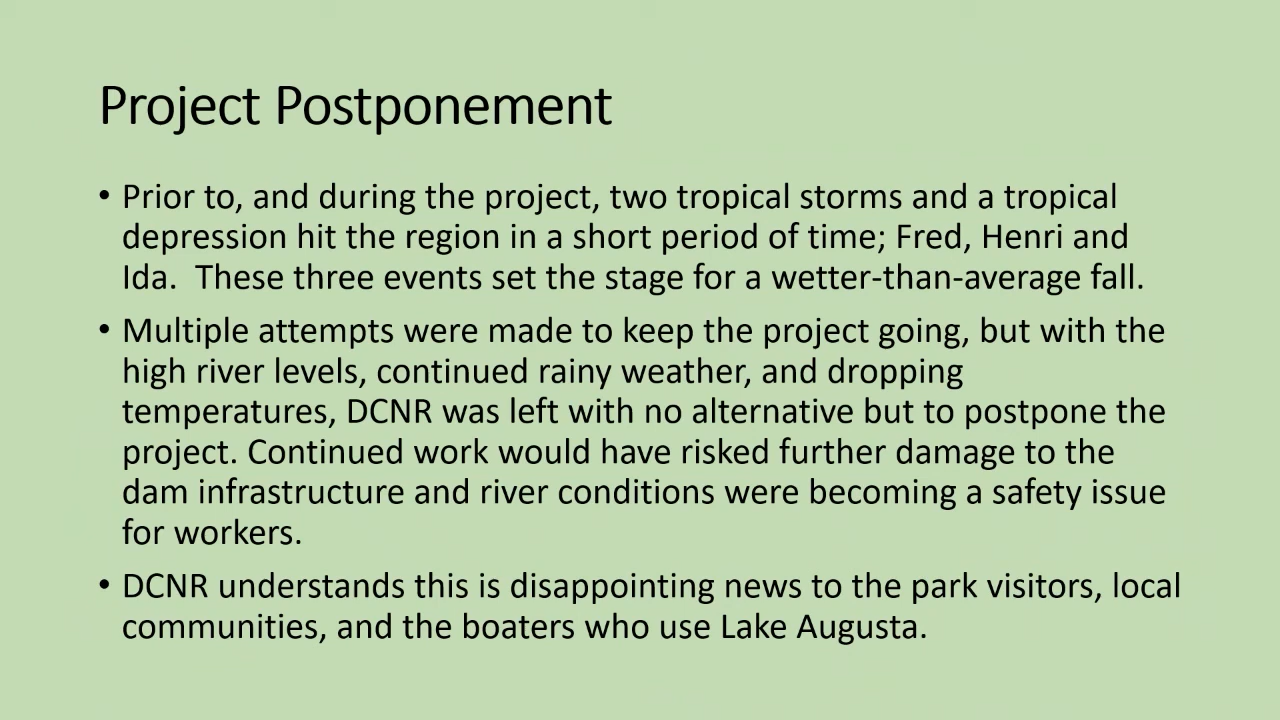 Project Postponement
• Prior to, and during the project, two tropical storms and a tropical
depression hit the region in a short period of time; Fred, Henri and
Ida.  These three events set the stage for a wetter-than-average fall.
• Multiple attempts were made to keep the project going, but with the
high river levels, continued rainy weather, and dropping
temperatures, DCNR was left with no alternative but to postpone the
project. Continued work would have risked further damage to the
dam infrastructure and river conditions were becoming a safety issue
for workers.
• DCNR understands this is disappointing news to the park visitors, local
communities, and the boaters who use Lake Augusta.